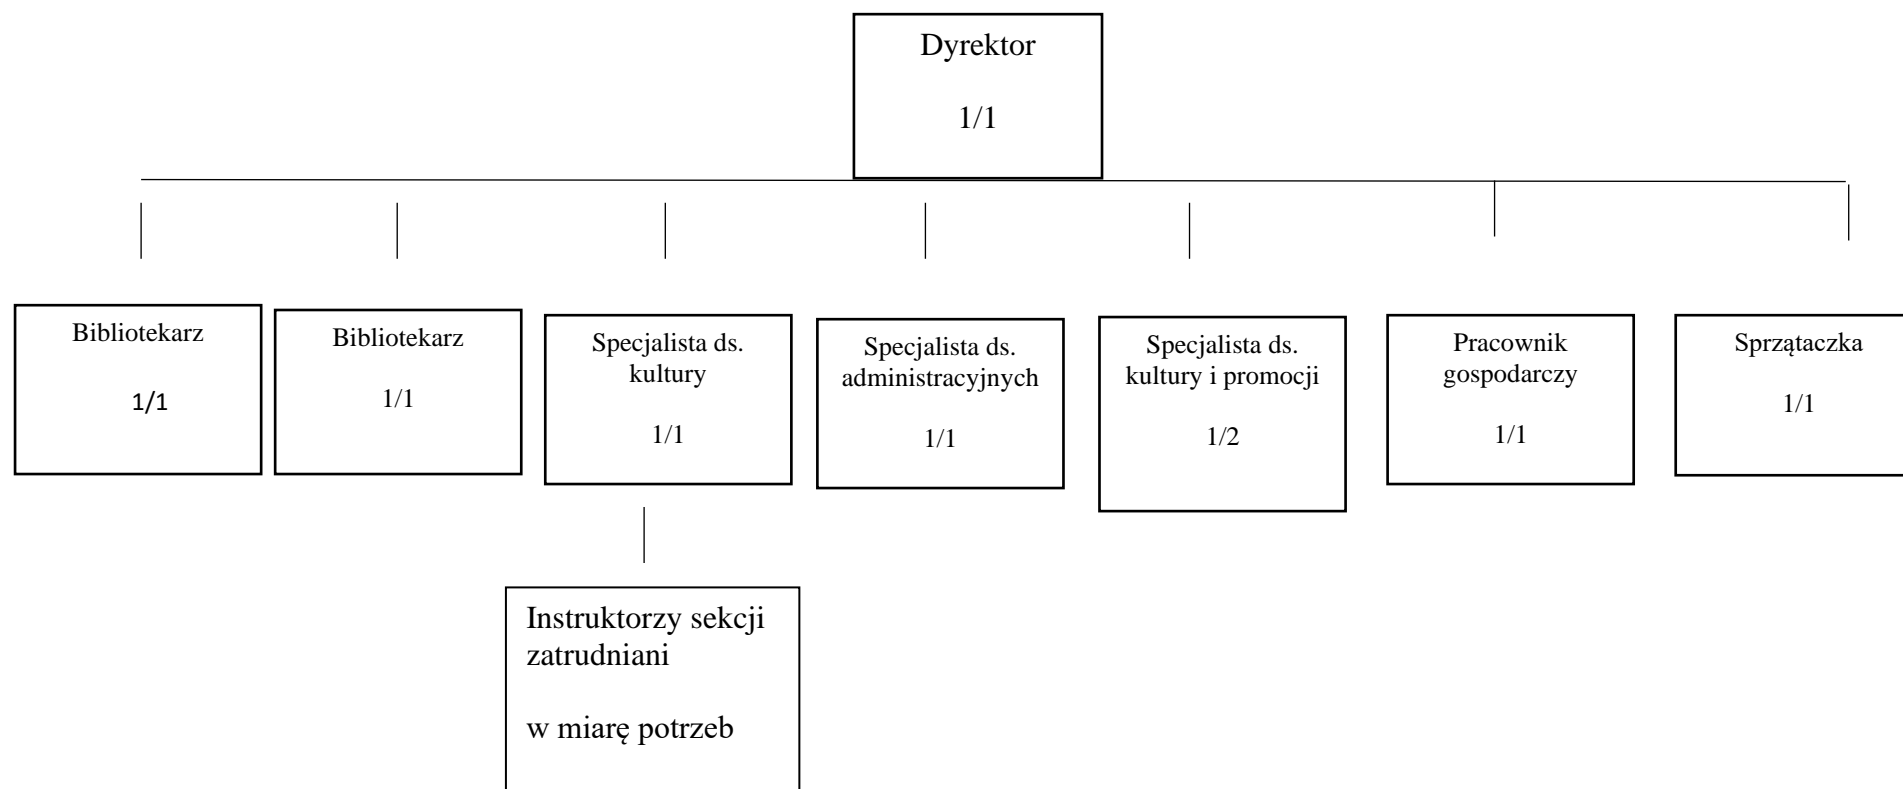 Dyrektor
1/1
Bibliotekarz
1/1
Bibliotekarz
1/1
Specjalista ds.
kultury
1/1
Specjalista ds.
administracyjnych
1/1
Specjalista ds.
kultury i promocji
1/2
Pracownik
gospodarczy
1/1
Sprzątaczka
1/1
Instruktorzy sekcji
zatrudniani
w miarę potrzeb